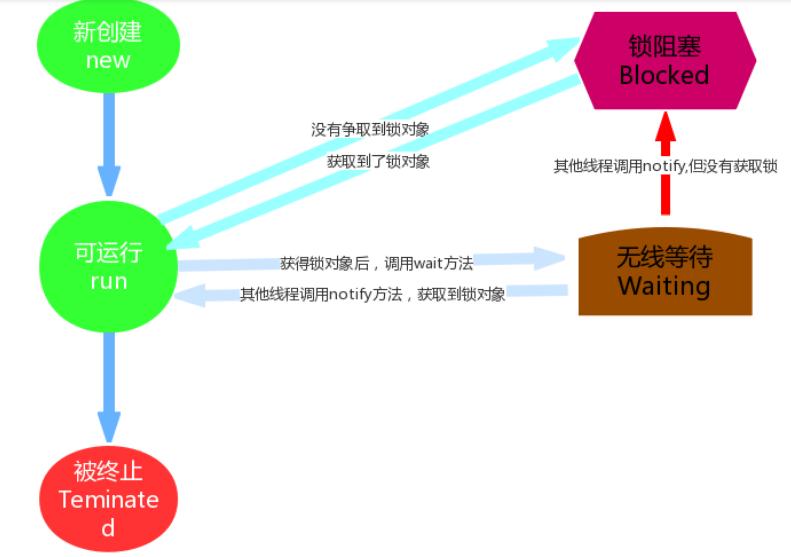 新创建
new
锁阻塞
Blocked
没有争取到锁对象
获取到了锁对象
其他线程调用notify,但没有获取锁
可运行
run
获得锁对象后，调用wait方法
其他线程调用notify方法，获取到锁对象
无线等待
Waiting
被终止
Teminate
d